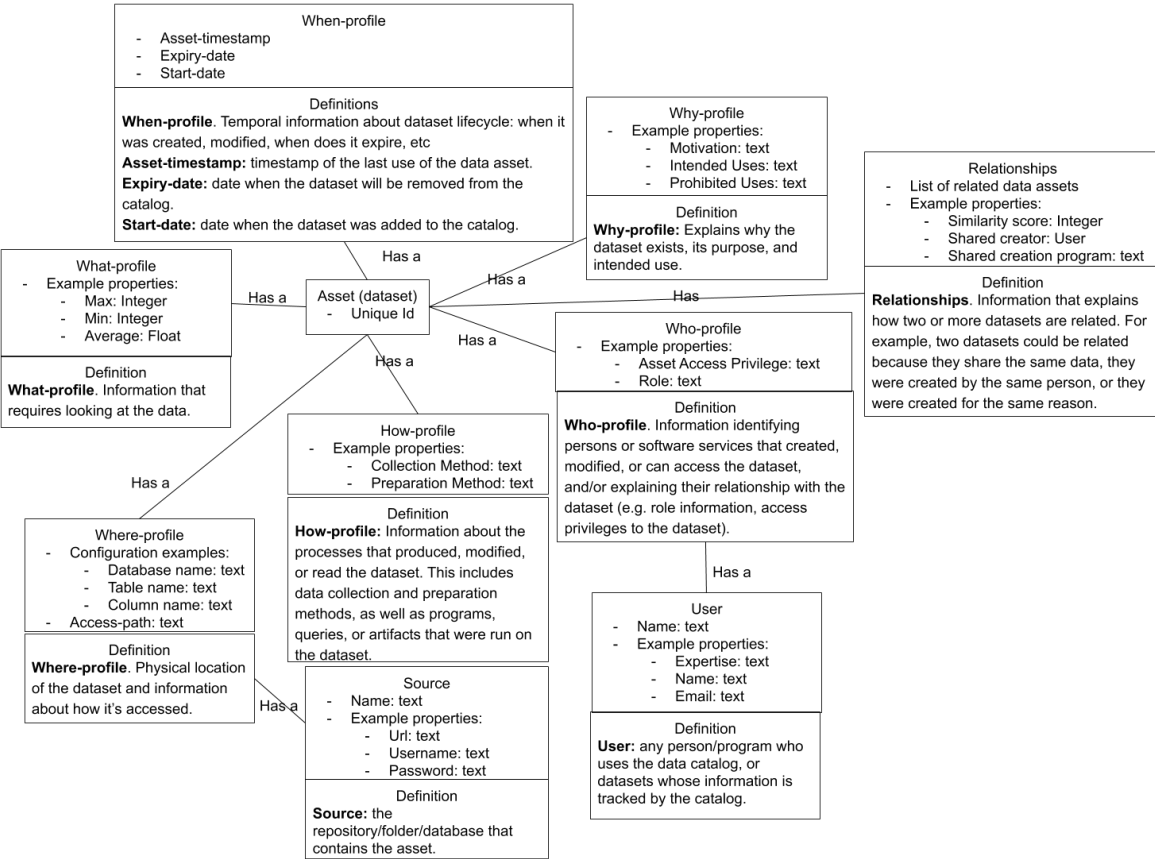 When-profile
- Asset-timestamp
- Expiry-date
- Start-date
Definitions
When-profile. Temporal information about dataset lifecycle: when it
was created, modified, when does it expire, etc
Asset-timestamp: timestamp of the last use of the data asset.
Expiry-date: date when the dataset will be removed from the
catalog.
Start-date: date when the dataset was added to the catalog.
Has a
Why-profile
- Example properties:
- Motivation: text
- Intended Uses: text
- Prohibited Uses: text
Definition
Why-profile: Explains why the
dataset exists, its purpose, and
intended use.
Has a
Relationships
- List of related data assets
- Example properties:
- Similarity score: Integer
- Shared creator: User
- Shared creation program: text
Definition
Relationships. Information that explains
how two or more datasets are related. For
example, two datasets could be related
because they share the same data, they
were created by the same person, or they
were created for the same reason.
Has
What-profile
- Example properties:
- Max: Integer
- Min: Integer
- Average: Float
Definition
What-profile. Information that
requires looking at the data.
Has a
Asset (dataset)
- Unique Id
Has a
Who-profile
- Example properties:
- Asset Access Privilege: text
- Role: text
Definition
Who-profile. Information identifying
persons or software services that created,
modified, or can access the dataset,
and/or explaining their relationship with the
dataset (e.g. role information, access
privileges to the dataset).
Has a
Has a
How-profile
- Example properties:
- Collection Method: text
- Preparation Method: text
Definition
How-profile: Information about the
processes that produced, modified,
or read the dataset. This includes
data collection and preparation
methods, as well as programs,
queries, or artifacts that were run on
the dataset.
Has a
Where-profile
- Configuration examples:
- Database name: text
- Table name: text
- Column name: text
- Access-path: text
Definition
Where-profile. Physical location
of the dataset and information
about how it's accessed.
Has a
Source
- Name: text
- Example properties:
- Url: text
- Username: text
- Password: text
Definition
Source: the
repository/folder/database that
contains the asset.
User
- Name: text
- Example properties:
- Expertise: text
- Name: text
- Email: text
Definition
User: any person/program who
uses the data catalog, or
datasets whose information is
tracked by the catalog.